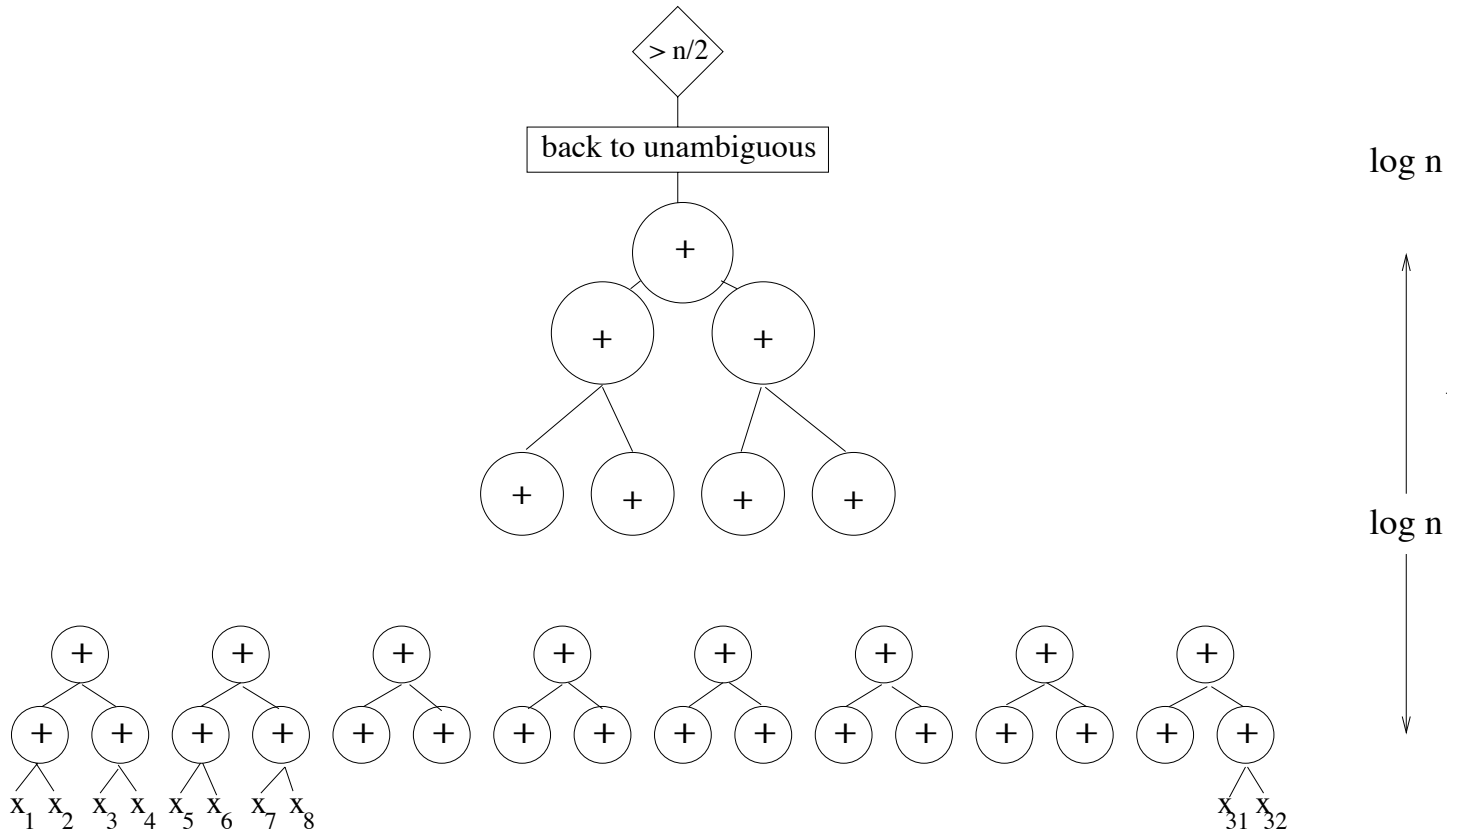 > n/2
back to unambiguous
log n
+
+ +
+ + + +
log n
+ + + + + + + +
+ + + + + + + + + + + + + + + +
x1 x2 x3 x4 x5 x6 x7 x8 x31 x32